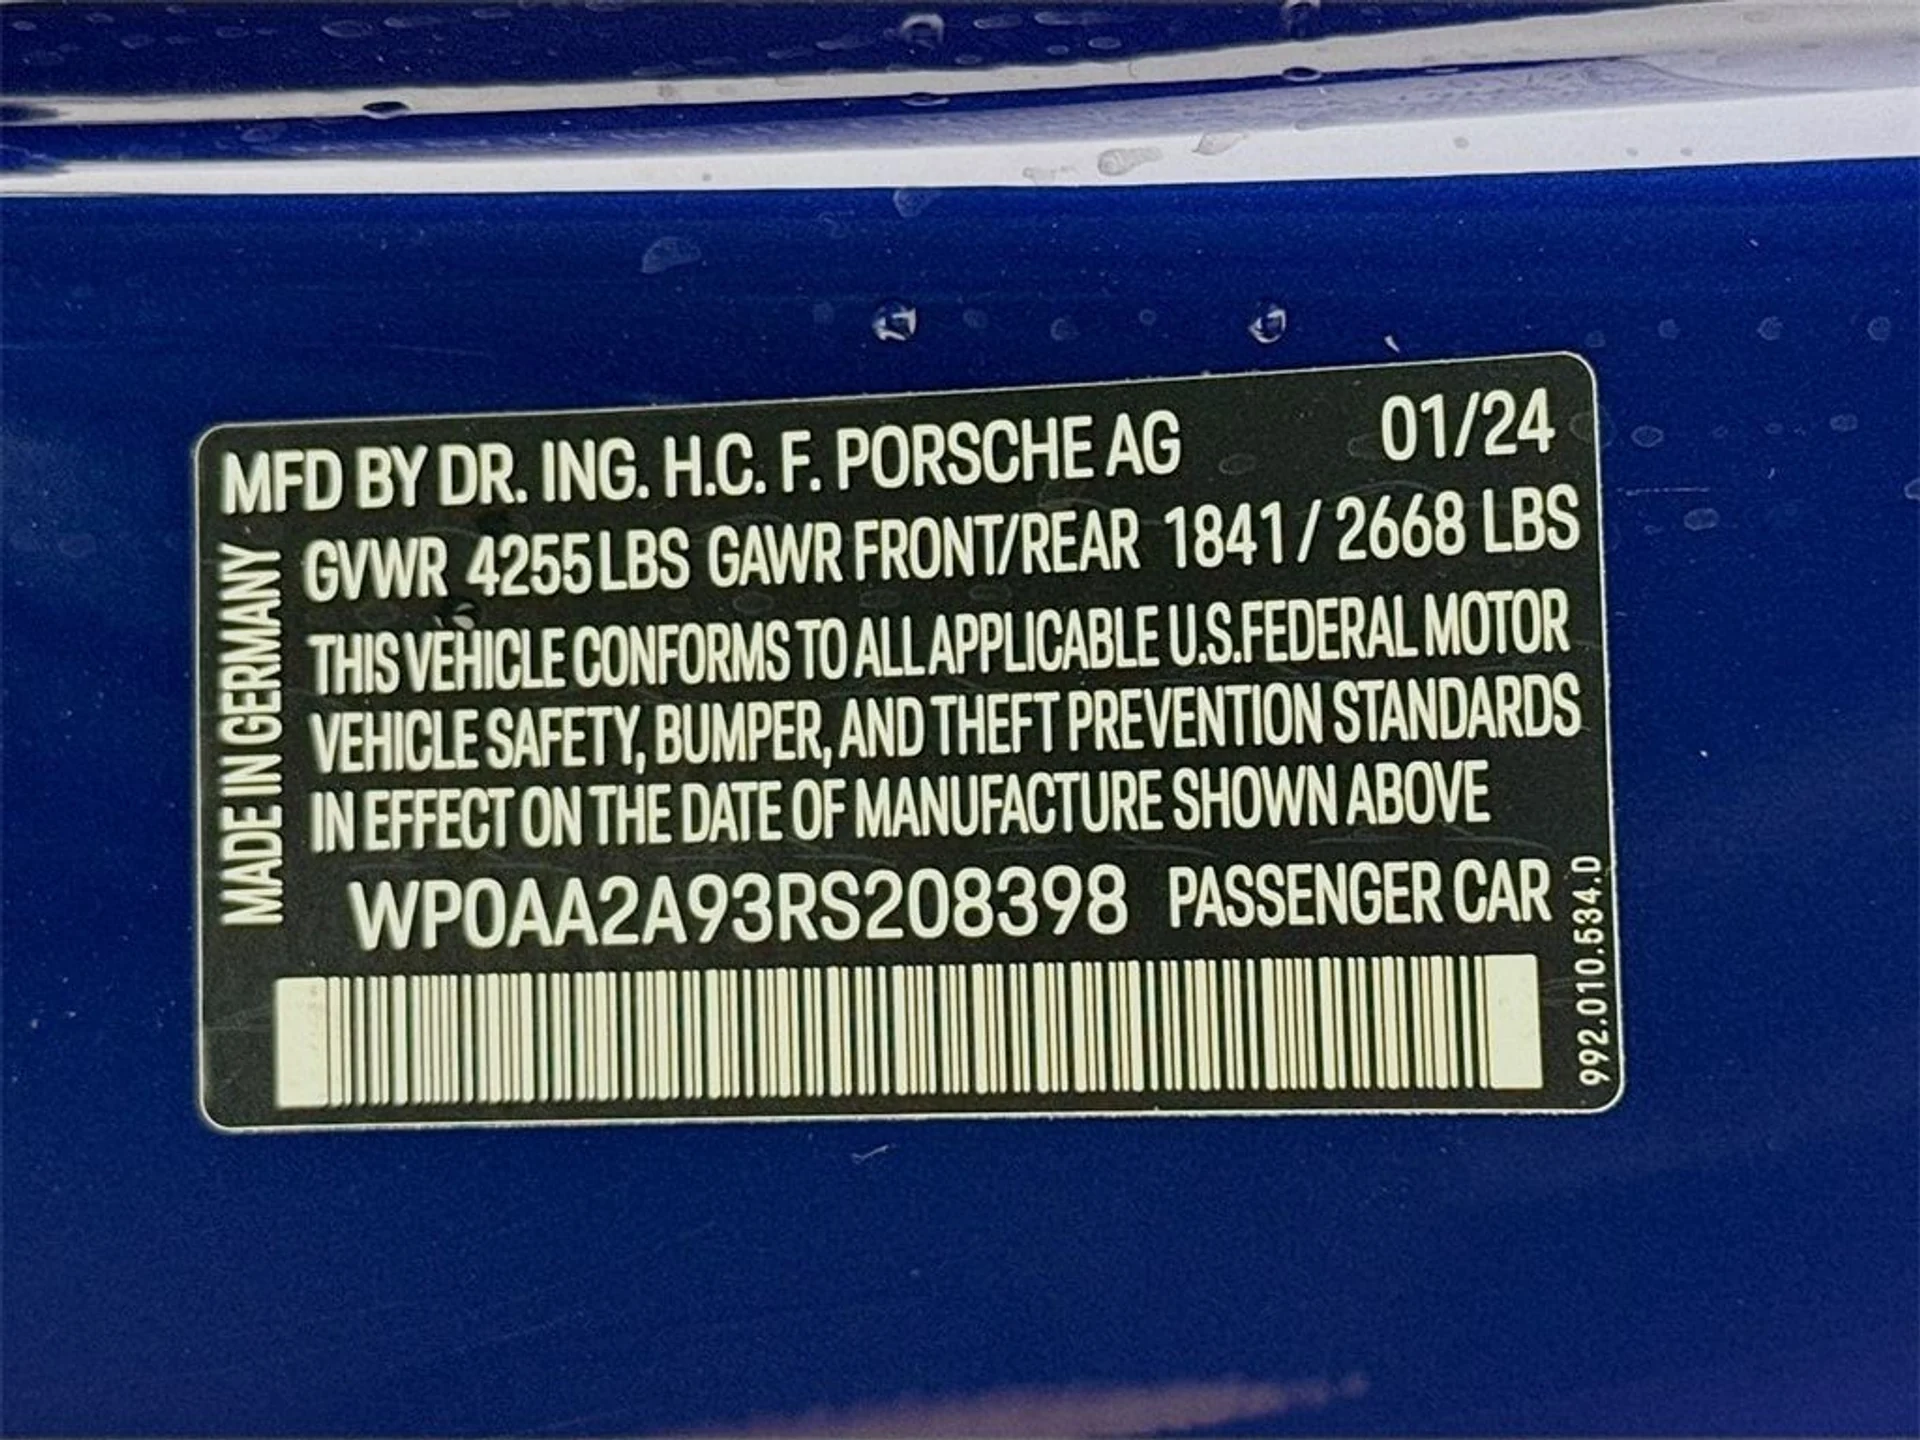 MFD BY DR. ING. H.C. F. PORSCHE AG 01/24
GVWR 4255 LBS GAWR FRONT/REAR 1841 / 2668 LBS
THIS VEHICLE CONFORMS TO ALL APPLICABLE U.S.FEDERAL MOTOR
VEHICLE SAFETY, BUMPER, AND THEFT PREVENTION STANDARDS
IN EFFECT ON THE DATE OF MANUFACTURE SHOWN ABOVE
WP0AA2A93RS208398 PASSENGER CAR
MADE IN GERMANY
992.010.534.D